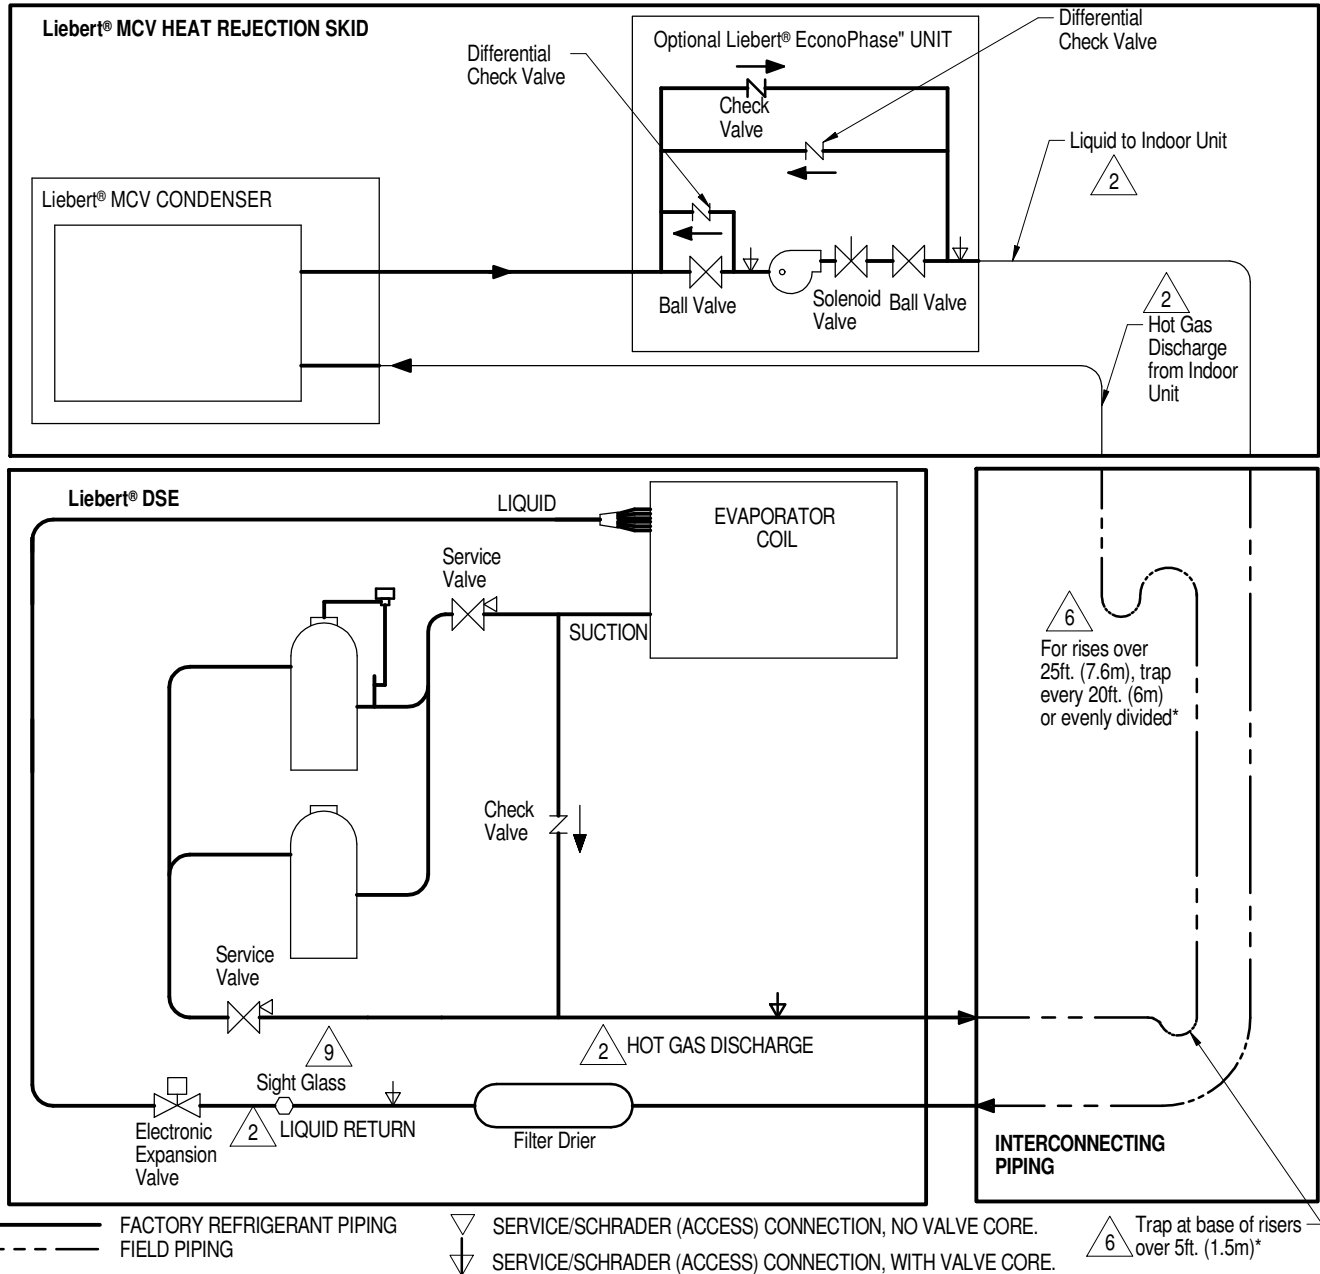 Liebert® MCV HEAT REJECTION SKID
Differential
Check Valve
Optional Liebert® EconoPhase" UNIT
Differential
Check Valve
Check
Valve
Liquid to Indoor Unit
2
Liebert® MCV CONDENSER
Ball Valve
Solenoid
Valve
Ball Valve
2
Hot Gas
Discharge
from Indoor
Unit
Liebert® DSE
LIQUID
EVAPORATOR
COIL
Service
Valve
SUCTION
6
For rises over
25ft. (7.6m), trap
every 20ft. (6m)
or evenly divided*
Check
Valve
Service
Valve
9
2
HOT GAS DISCHARGE
Sight Glass
2
LIQUID RETURN
Electronic
Expansion
Valve
Filter Drier
INTERCONNECTING
PIPING
FACTORY REFRIGERANT PIPING
FIELD PIPING
SERVICE/SCHRADER (ACCESS) CONNECTION, NO VALVE CORE.
SERVICE/SCHRADER (ACCESS) CONNECTION, WITH VALVE CORE.
6
Trap at base of risers
over 5ft. (1.5m)*